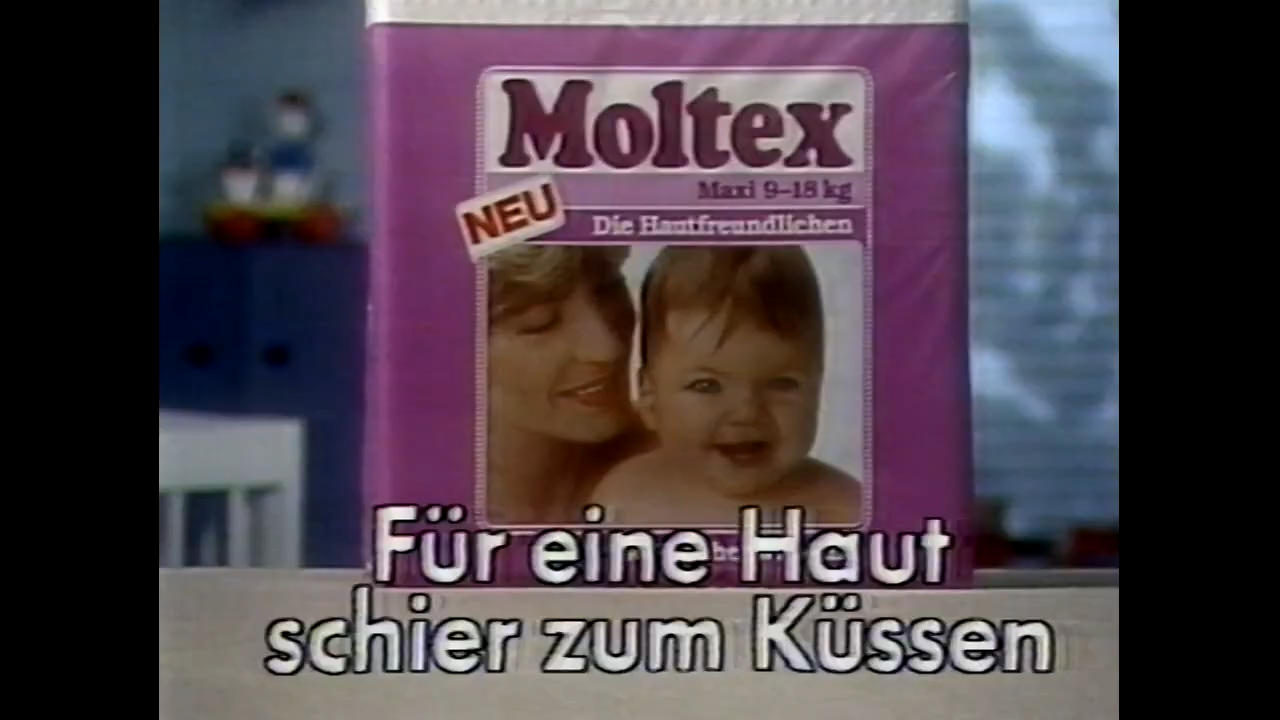 Moltex
Maxi 9–18 kg
NEU
Die Hautfreundlichen
Für eine Haut
schier zum Küssen